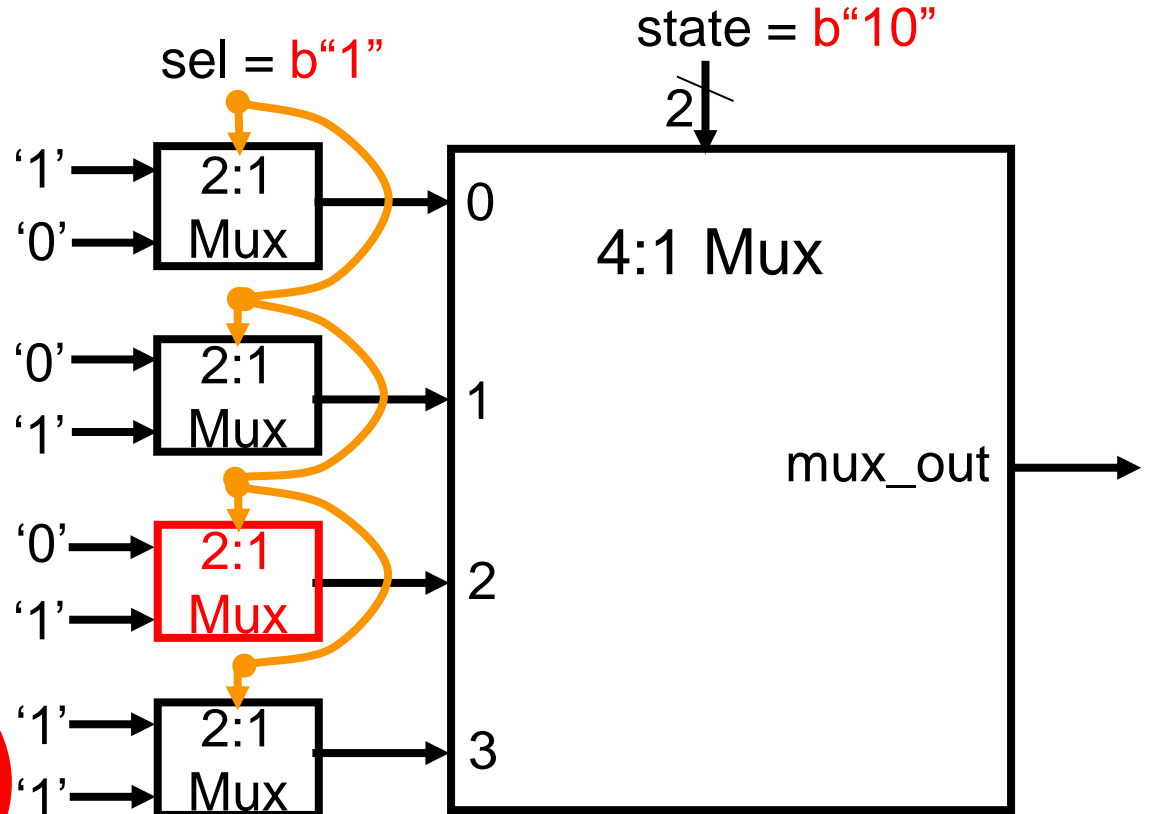 state = b“10”
sel = b“1”
2
‘1’
2:1
Mux
‘0’
0
4:1 Mux
‘0’
2:1
Mux
‘1’
1
mux_out
‘0’
2:1
Mux
‘1’
2
‘1’
2:1
Mux
‘1’
3